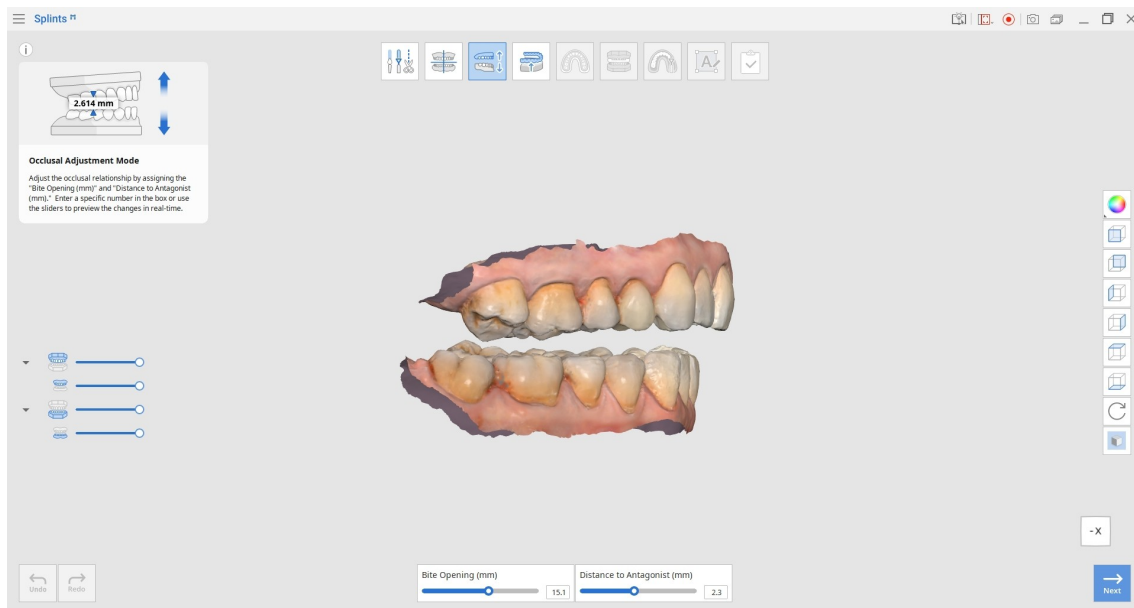 Splints
i
2.614 mm
Occlusal Adjustment Mode
Adjust the occlusal relationship by assigning the
"Bite Opening (mm)" and "Distance to Antagonist
(mm)." Enter a specific number in the box or use
the sliders to preview the changes in real-time.
A
-X
Undo
Redo
Bite Opening (mm)
15.1
Distance to Antagonist (mm)
2.3
Next